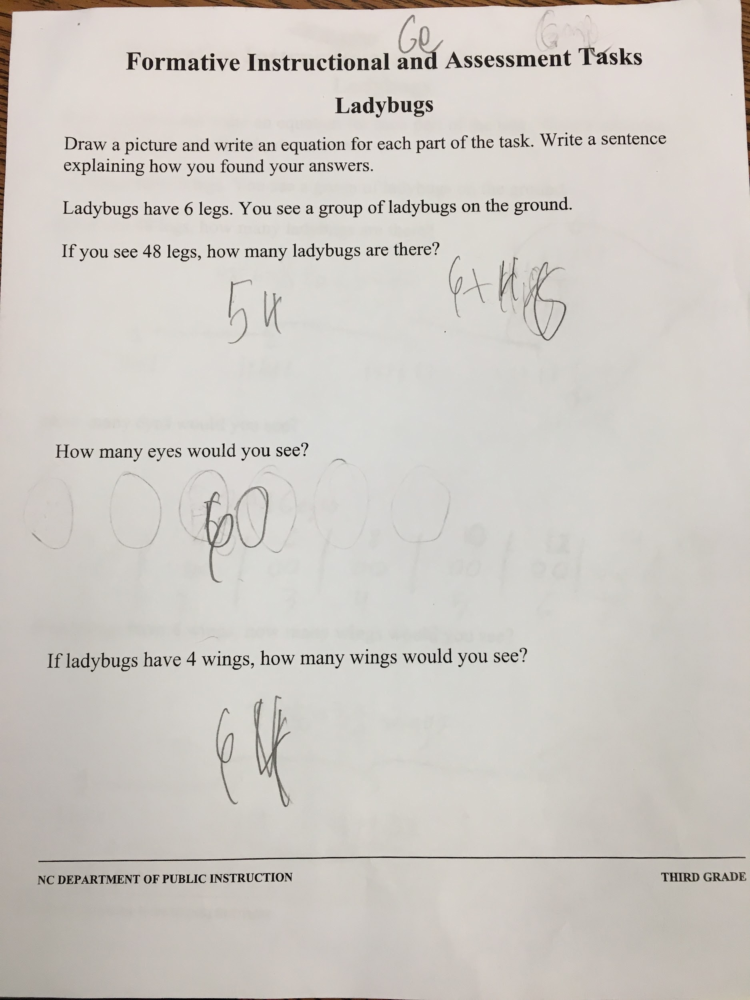 Ge
Formative Instructional and Assessment Tasks
Ladybugs
Draw a picture and write an equation for each part of the task. Write a sentence
explaining how you found your answers.
Ladybugs have 6 legs. You see a group of ladybugs on the ground.
If you see 48 legs, how many ladybugs are there?
54 6+48
How many eyes would you see?
60
If ladybugs have 4 wings, how many wings would you see?
64
NC DEPARTMENT OF PUBLIC INSTRUCTION THIRD GRADE